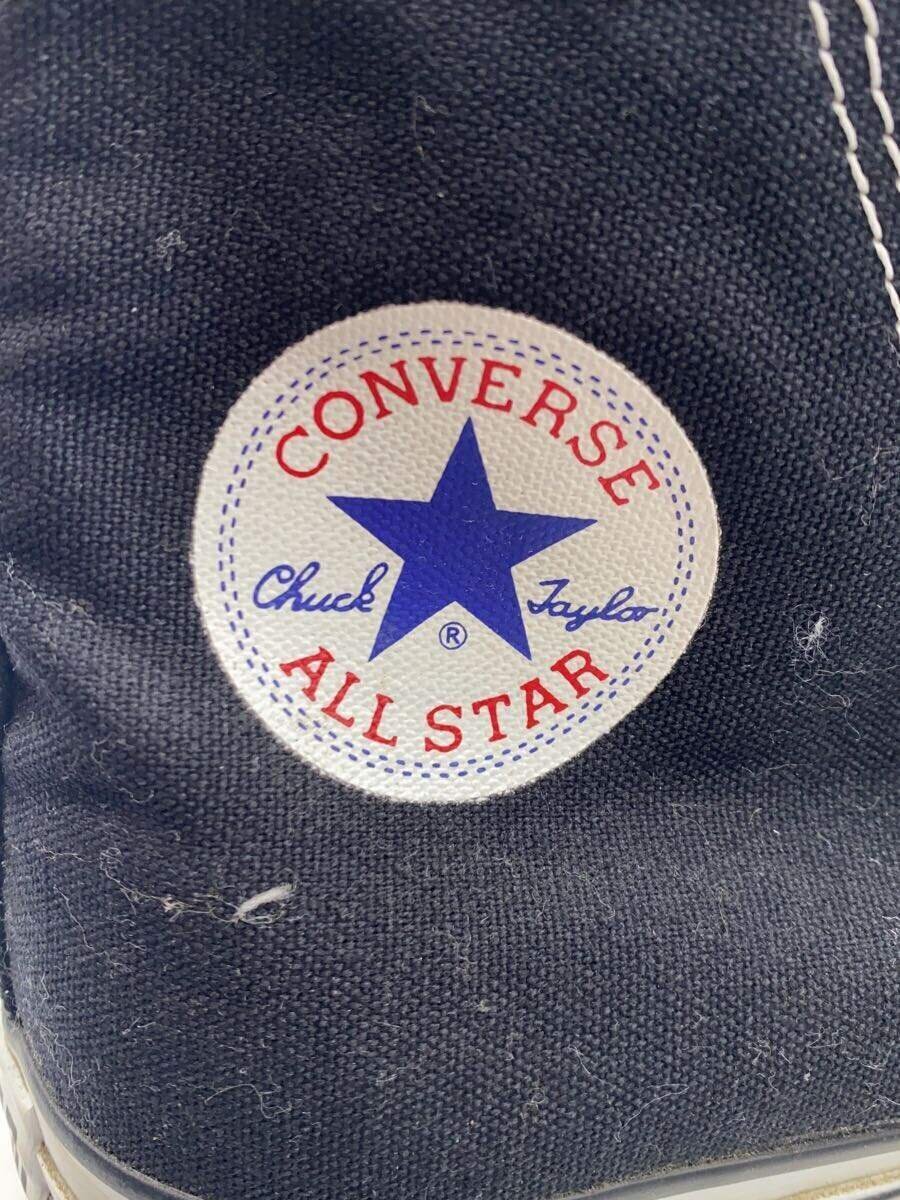 CONVERSE
Chuck Taylor
®
ALL STAR